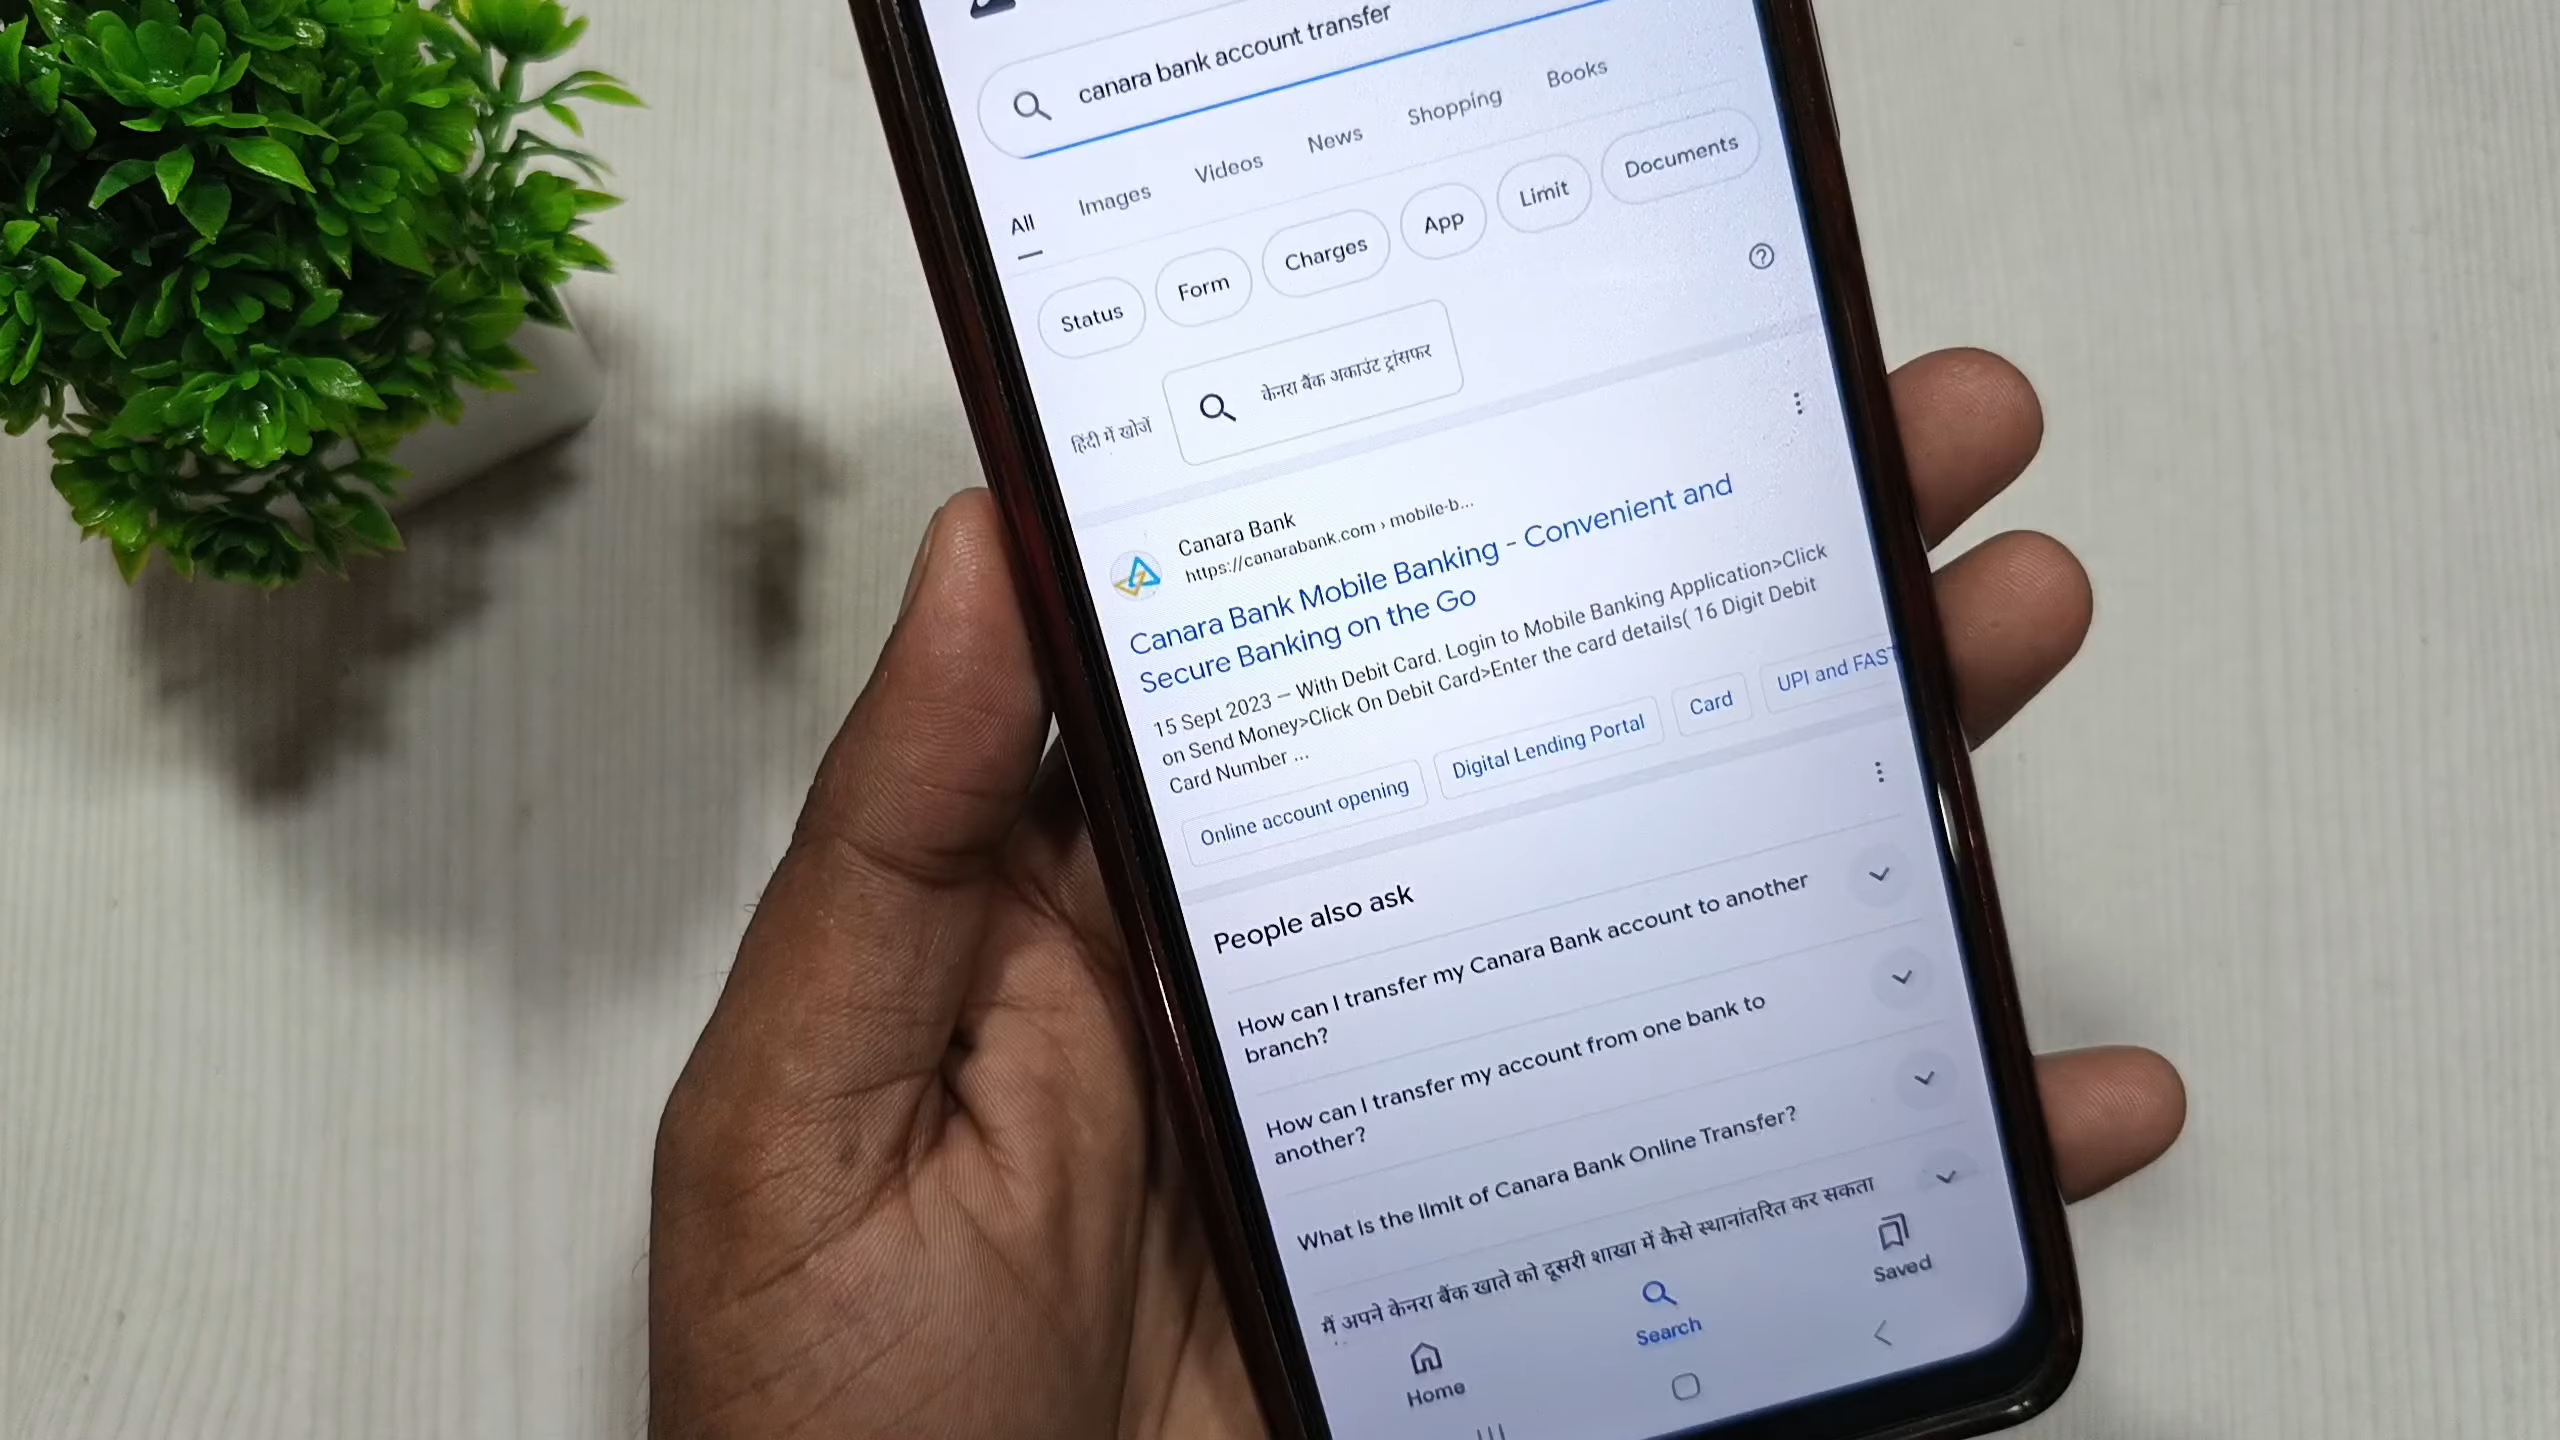 canara bank account transfer
All Images Videos News Shopping Books
Status Form Charges App Limit Documents
हिंदी में खोजें केनरा बैंक अकाउंट ट्रांसफर
Canara Bank
https://canarabank.com › mobile-b...
Canara Bank Mobile Banking - Convenient and
Secure Banking on the Go
15 Sept 2023 — With Debit Card. Login to Mobile Banking Application>Click
on Send Money>Click On Debit Card>Enter the card details( 16 Digit Debit
Card Number ...
Online account opening Digital Lending Portal Card UPI and FAST
People also ask
How can I transfer my Canara Bank account to another
branch?
How can I transfer my account from one bank to
another?
What is the limit of Canara Bank Online Transfer?
मैं अपने केनरा बैंक खाते को दूसरी शाखा में कैसे स्थानांतरित कर सकता
Home Search Saved